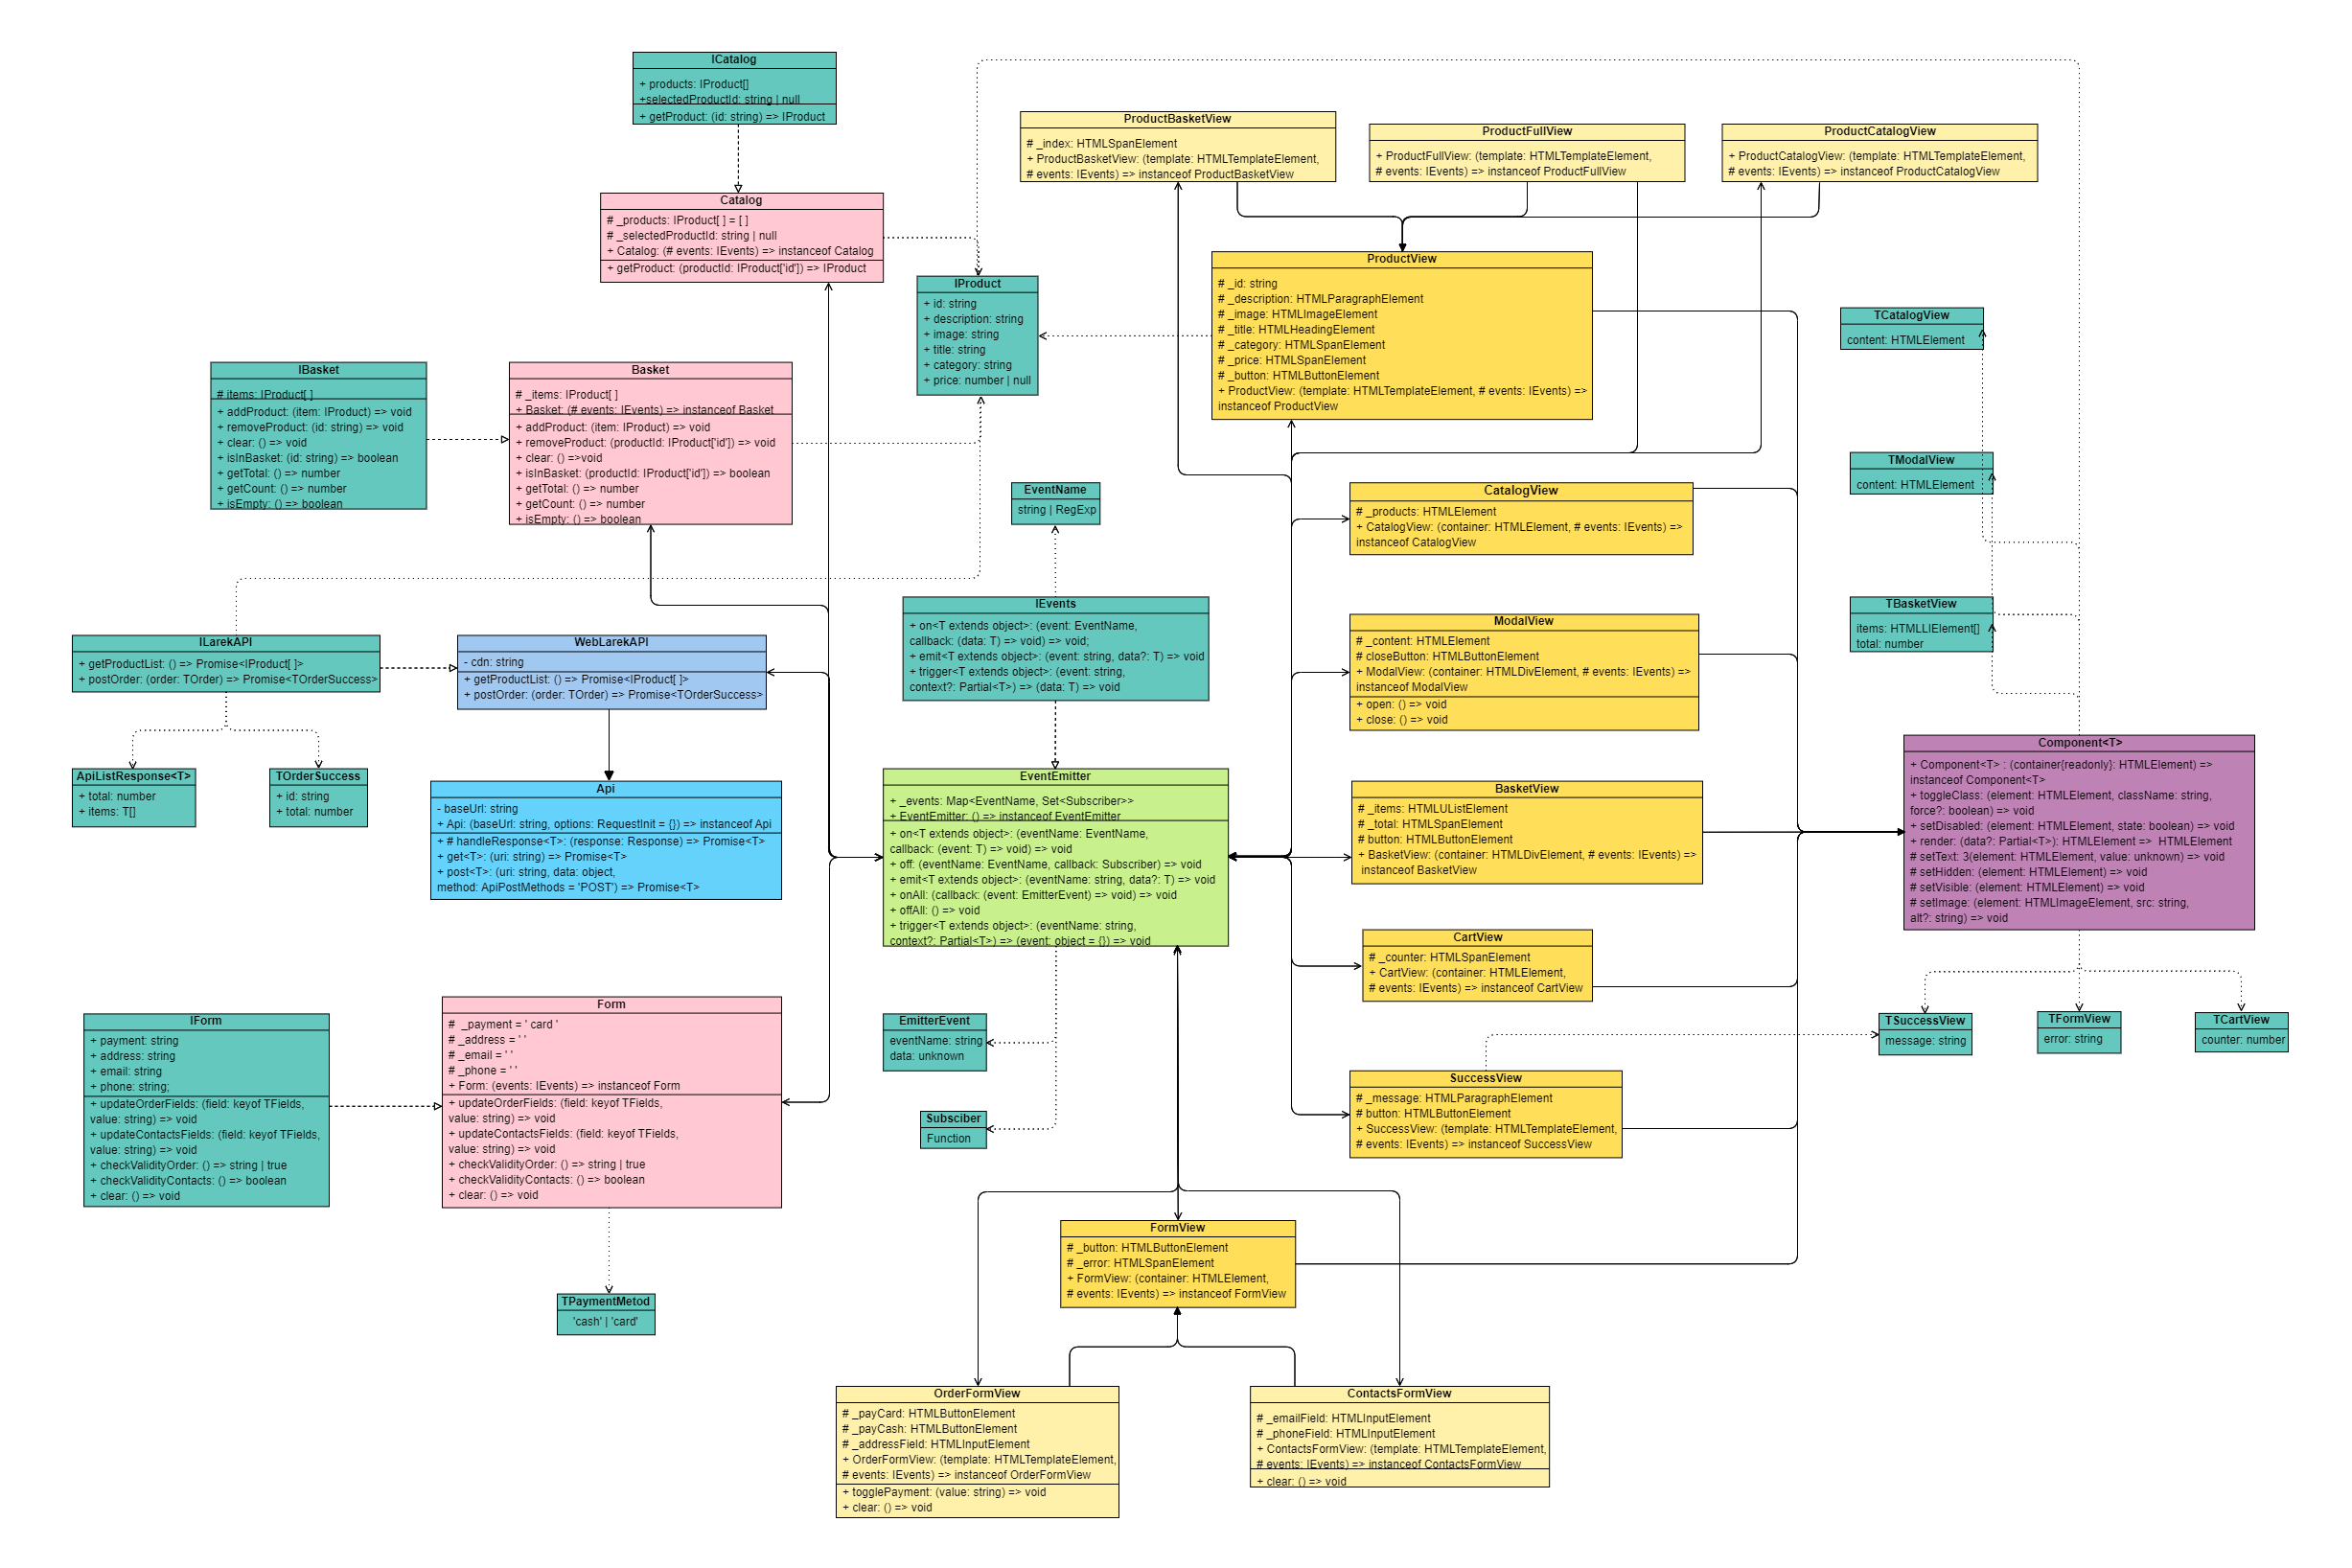 ICatalog
+ products: IProduct[]
+selectedProductId: string | null
+ getProduct: (id: string) => IProduct
ProductBasketView
# _index: HTMLSpanElement
+ ProductBasketView: (template: HTMLTemplateElement,
# events: IEvents) => instanceof ProductBasketView
ProductFullView
+ ProductFullView: (template: HTMLTemplateElement,
# events: IEvents) => instanceof ProductFullView
ProductCatalogView
+ ProductCatalogView: (template: HTMLTemplateElement,
# events: IEvents) => instanceof ProductCatalogView
Catalog
# _products: IProduct[ ] = [ ]
# _selectedProductId: string | null
+ Catalog: (# events: IEvents) => instanceof Catalog
+ getProduct: (productId: IProduct['id']) => IProduct
IProduct
+ id: string
+ description: string
+ image: string
+ title: string
+ category: string
+ price: number | null
ProductView
# _id: string
# _description: HTMLParagraphElement
# _image: HTMLImageElement
# _title: HTMLHeadingElement
# _category: HTMLSpanElement
# _price: HTMLSpanElement
# _button: HTMLButtonElement
+ ProductView: (template: HTMLTemplateElement, # events: IEvents) =>
instanceof ProductView
TCatalogView
content: HTMLElement
IBasket
# items: IProduct[ ]
+ addProduct: (item: IProduct) => void
+ removeProduct: (id: string) => void
+ clear: () => void
+ isInBasket: (id: string) => boolean
+ getTotal: () => number
+ getCount: () => number
+ isEmpty: () => boolean
Basket
# _items: IProduct[ ]
+ Basket: (# events: IEvents) => instanceof Basket
+ addProduct: (item: IProduct) => void
+ removeProduct: (productId: IProduct['id']) => void
+ clear: () =>void
+ isInBasket: (productId: IProduct['id']) => boolean
+ getTotal: () => number
+ getCount: () => number
+ isEmpty: () => boolean
TModalView
content: HTMLElement
EventName
string | RegExp
CatalogView
# _products: HTMLElement
+ CatalogView: (container: HTMLElement, # events: IEvents) =>
instanceof CatalogView
IEvents
+ on<T extends object>: (event: EventName,
callback: (data: T) => void) => void;
+ emit<T extends object>: (event: string, data?: T) => void
+ trigger<T extends object>: (event: string,
context?: Partial<T>) => (data: T) => void
TBasketView
items: HTMLLIElement[]
total: number
ModalView
# _content: HTMLElement
# closeButton: HTMLButtonElement
+ ModalView: (container: HTMLDivElement, # events: IEvents) =>
instanceof ModalView
+ open: () => void
+ close: () => void
ILarekAPI
+ getProductList: () => Promise<IProduct[ ]>
+ postOrder: (order: TOrder) => Promise<TOrderSuccess>
WebLarekAPI
- cdn: string
+ getProductList: () => Promise<IProduct[ ]>
+ postOrder: (order: TOrder) => Promise<TOrderSuccess>
ApiListResponse<T>
+ total: number
+ items: T[]
TOrderSuccess
+ id: string
+ total: number
Api
- baseUrl: string
+ Api: (baseUrl: string, options: RequestInit = {}) => instanceof Api
+ # handleResponse<T>: (response: Response) => Promise<T>
+ get<T>: (uri: string) => Promise<T>
+ post<T>: (uri: string, data: object,
method: ApiPostMethods = 'POST') => Promise<T>
EventEmitter
+ _events: Map<EventName, Set<Subscriber>>
+ EventEmitter: () => instanceof EventEmitter
+ on<T extends object>: (eventName: EventName,
callback: (event: T) => void) => void
+ off: (eventName: EventName, callback: Subscriber) => void
+ emit<T extends object>: (eventName: string, data?: T) => void
+ onAll: (callback: (event: EmitterEvent) => void) => void
+ offAll: () => void
+ trigger<T extends object>: (eventName: string,
context?: Partial<T>) => (event: object = {}) => void
BasketView
# _items: HTMLUListElement
# _total: HTMLSpanElement
# button: HTMLButtonElement
+ BasketView: (container: HTMLDivElement, # events: IEvents) =>
instanceof BasketView
Component<T>
+ Component<T> : (container{readonly}: HTMLElement) =>
instanceof Component<T>
+ toggleClass: (element: HTMLElement, className: string,
force?: boolean) => void
+ setDisabled: (element: HTMLElement, state: boolean) => void
+ render: (data?: Partial<T>): HTMLElement => HTMLElement
# setText: 3(element: HTMLElement, value: unknown) => void
# setHidden: (element: HTMLElement) => void
# setVisible: (element: HTMLElement) => void
# setImage: (element: HTMLImageElement, src: string,
alt?: string) => void
CartView
# _counter: HTMLSpanElement
+ CartView: (container: HTMLElement,
# events: IEvents) => instanceof CartView
IForm
+ payment: string
+ address: string
+ email: string
+ phone: string;
+ updateOrderFields: (field: keyof TFields,
value: string) => void
+ updateContactsFields: (field: keyof TFields,
value: string) => void
+ checkValidityOrder: () => string | true
+ checkValidityContacts: () => boolean
+ clear: () => void
Form
# _payment = ' card '
# _address = ' '
# _email = ' '
# _phone = ' '
+ Form: (events: IEvents) => instanceof Form
+ updateOrderFields: (field: keyof TFields,
value: string) => void
+ updateContactsFields: (field: keyof TFields,
value: string) => void
+ checkValidityOrder: () => string | true
+ checkValidityContacts: () => boolean
+ clear: () => void
EmitterEvent
eventName: string
data: unknown
TSuccessView
message: string
TFormView
error: string
TCartView
counter: number
Subsciber
Function
SuccessView
# _message: HTMLParagraphElement
# button: HTMLButtonElement
+ SuccessView: (template: HTMLTemplateElement,
# events: IEvents) => instanceof SuccessView
FormView
# _button: HTMLButtonElement
# _error: HTMLSpanElement
+ FormView: (container: HTMLElement,
# events: IEvents) => instanceof FormView
TPaymentMetod
'cash' | 'card'
OrderFormView
# _payCard: HTMLButtonElement
# _payCash: HTMLButtonElement
# _addressField: HTMLInputElement
+ OrderFormView: (template: HTMLTemplateElement,
# events: IEvents) => instanceof OrderFormView
+ togglePayment: (value: string) => void
+ clear: () => void
ContactsFormView
# _emailField: HTMLInputElement
# _phoneField: HTMLInputElement
+ ContactsFormView: (template: HTMLTemplateElement,
# events: IEvents) => instanceof ContactsFormView
+ clear: () => void